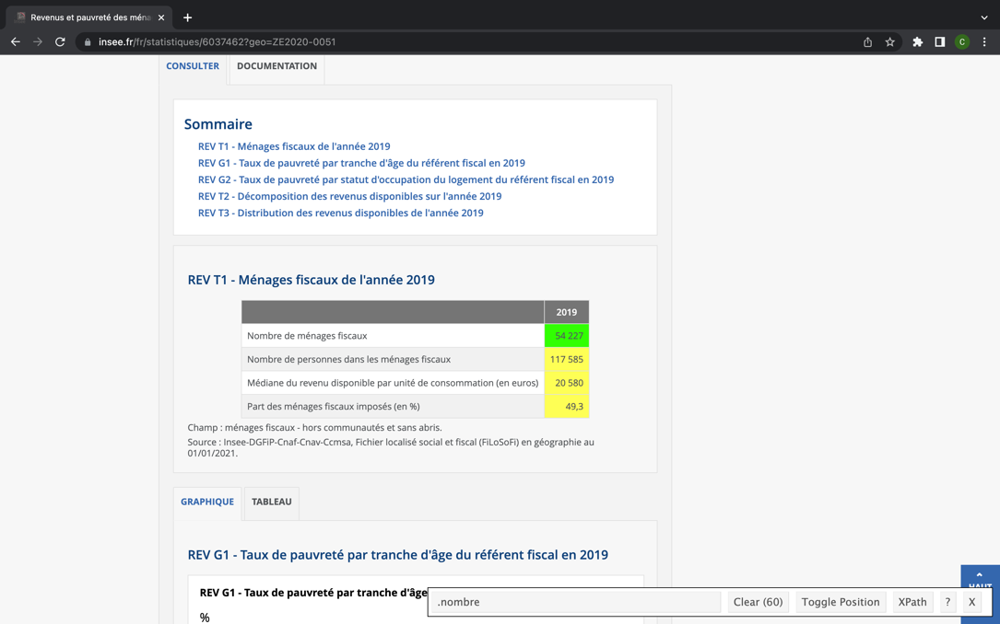 Revenus et pauvreté des ména
insee.fr/fr/statistiques/6037462?geo=ZE2020-0051
C
CONSULTER
DOCUMENTATION
Sommaire
REV T1 - Ménages fiscaux de l'année 2019
REV G1 - Taux de pauvreté par tranche d'âge du référent fiscal en 2019
REV G2 - Taux de pauvreté par statut d'occupation du logement du référent fiscal en 2019
REV T2 - Décomposition des revenus disponibles sur l'année 2019
REV T3 - Distribution des revenus disponibles de l'année 2019
REV T1 - Ménages fiscaux de l'année 2019
2019
Nombre de ménages fiscaux 54 227
Nombre de personnes dans les ménages fiscaux 117 585
Médiane du revenu disponible par unité de consommation (en euros) 20 580
Part des ménages fiscaux imposés (en %) 49,3
Champ : ménages fiscaux - hors communautés et sans abris.
Source : Insee-DGFiP-Cnaf-Cnav-Ccmsa, Fichier localisé social et fiscal (FiLoSoFi) en géographie au
01/01/2021.
GRAPHIQUE
TABLEAU
REV G1 - Taux de pauvreté par tranche d'âge du référent fiscal en 2019
HAUT
REV G1 - Taux de pauvreté par tranche d'âge
.nombre
Clear (60)
Toggle Position
XPath
?
X
%